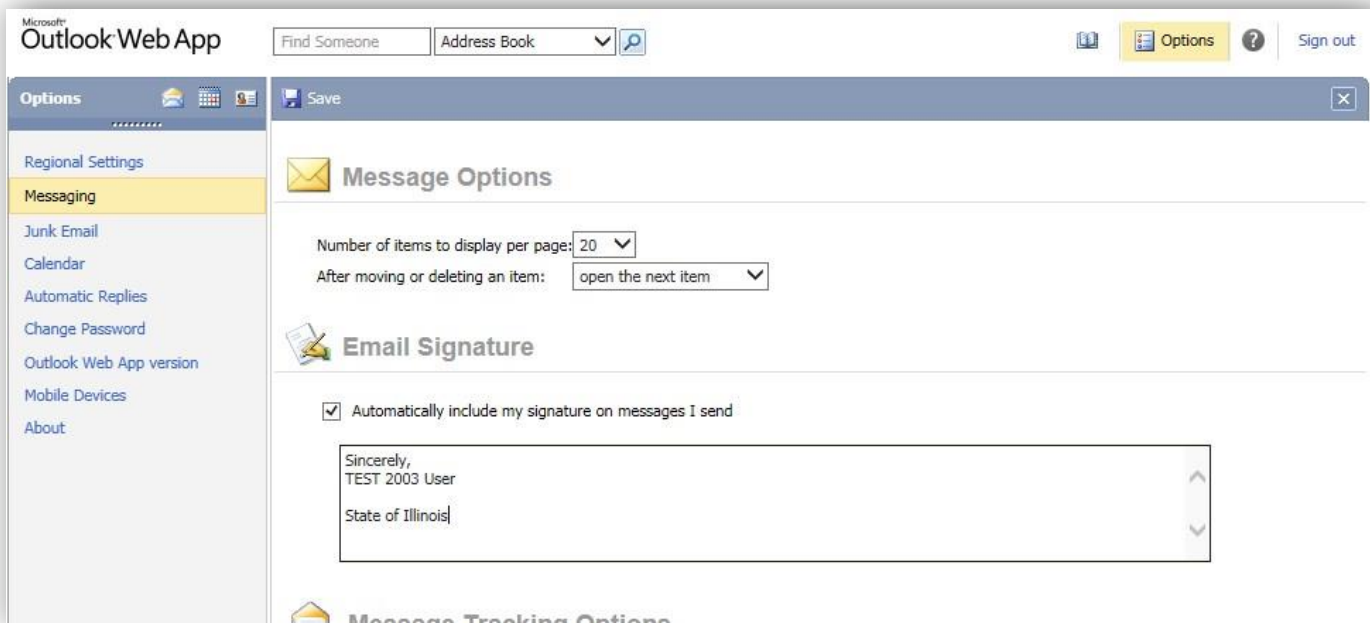 Microsoft®
Outlook Web App
Find Someone
Address Book
Options
Sign out
Options
Save
Regional Settings
Messaging
Junk Email
Calendar
Automatic Replies
Change Password
Outlook Web App version
Mobile Devices
About
Message Options
Number of items to display per page: 20
After moving or deleting an item: open the next item
Email Signature
Automatically include my signature on messages I send
Sincerely,
TEST 2003 User
State of Illinois
Message Tracking Options